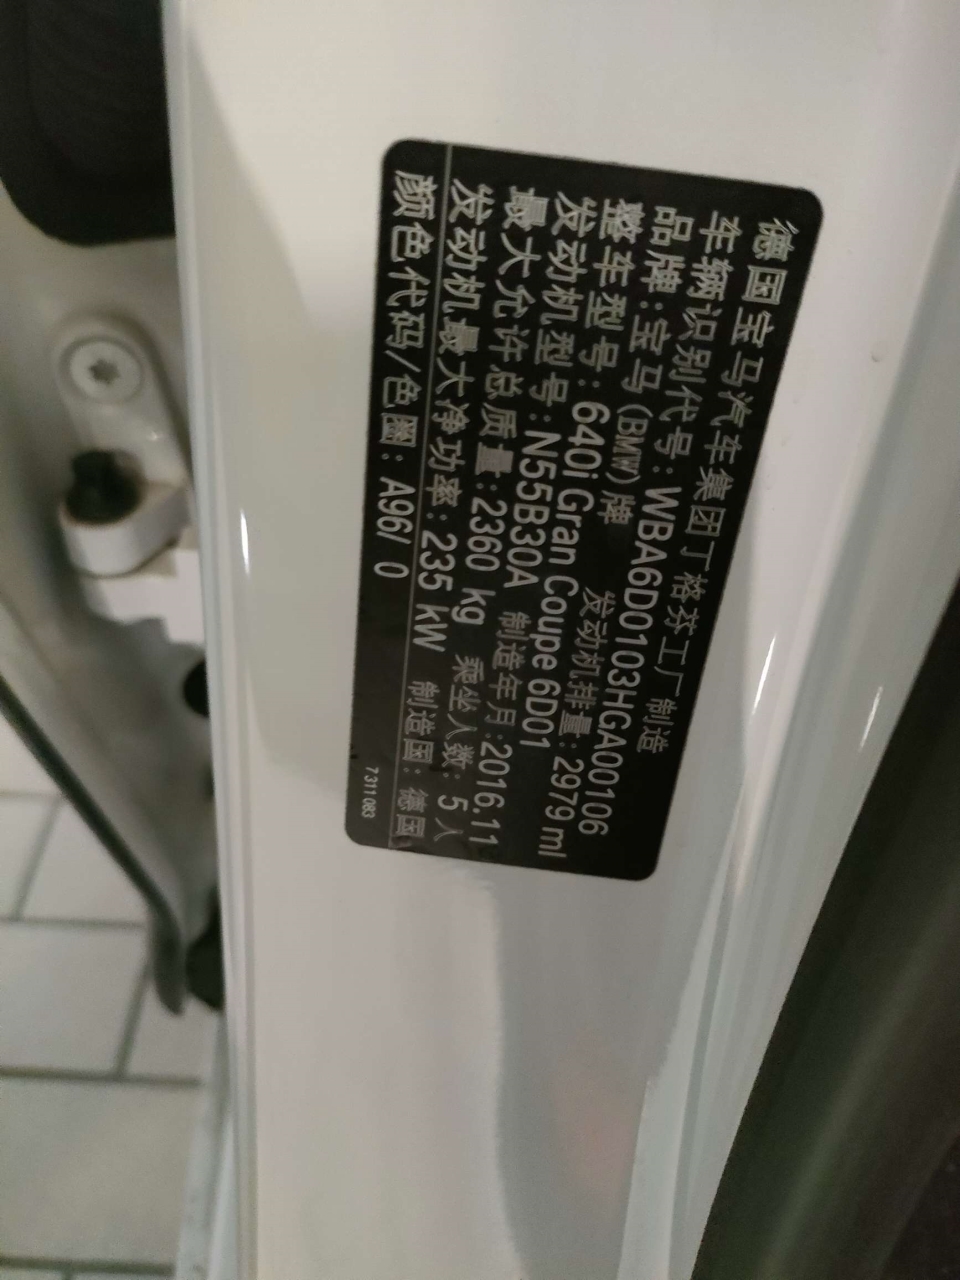 德国宝马汽车集团丁格芬工厂制造
车辆识别代号:WBA6D0103HGA00106
品牌:宝马(BMW)牌 发动机排量:2979 ml
整车型号:640i Gran Coupe 6D01
发动机型号:N55B30A 制造年月:2016.11
最大允许总质量:2360 kg 乘坐人数:5人
发动机最大净功率:235 kW 制造国:德国
颜色代码/色圈:A96/ 0
7311 083